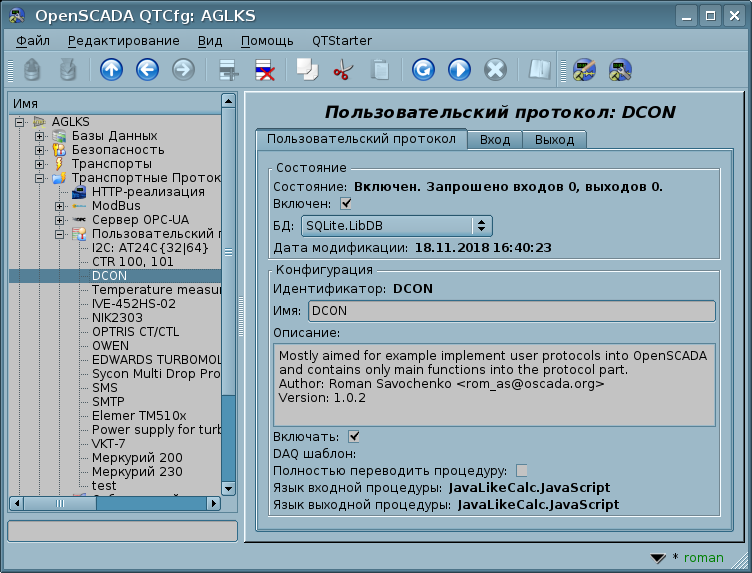 OpenSCADA QTCfg: AGLKS
Файл Редактирование Вид Помощь QTStarter
Имя
AGLKS
Базы Данных
Безопасность
Транспорты
Транспортные Проток
HTTP-реализация
ModBus
Сервер OPC-UA
Пользовательский п
I2C: AT24C{32|64}
CTR 100, 101
DCON
Temperature measur
IVE-452HS-02
NIK2303
OPTRIS CT/CTL
OWEN
EDWARDS TURBOMOL
Sycon Multi Drop Pro
SMS
SMTP
Elemer TM510x
Power supply for turb
VKT-7
Меркурий 200
Меркурий 230
test
Пользовательский протокол: DCON
Пользовательский протокол Вход Выход
Состояние
Состояние: Включен. Запрошено входов 0, выходов 0.
Включен:
БД: SQLite.LibDB
Дата модификации: 18.11.2018 16:40:23
Конфигурация
Идентификатор: DCON
Имя: DCON
Описание:
Mostly aimed for example implement user protocols into OpenSCADA
and contains only main functions into the protocol part.
Author: Roman Savochenko <rom_as@oscada.org>
Version: 1.0.2
Включать:
DAQ шаблон:
Полностью переводить процедуру:
Язык входной процедуры: JavaLikeCalc.JavaScript
Язык выходной процедуры: JavaLikeCalc.JavaScript
* roman